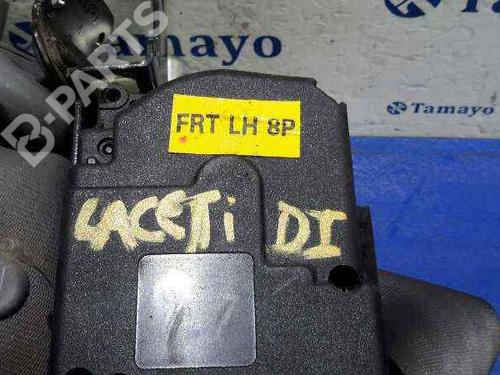 Tamayo
Tamayo
B-PARTS
FRT LH 8P
LACETTi DI